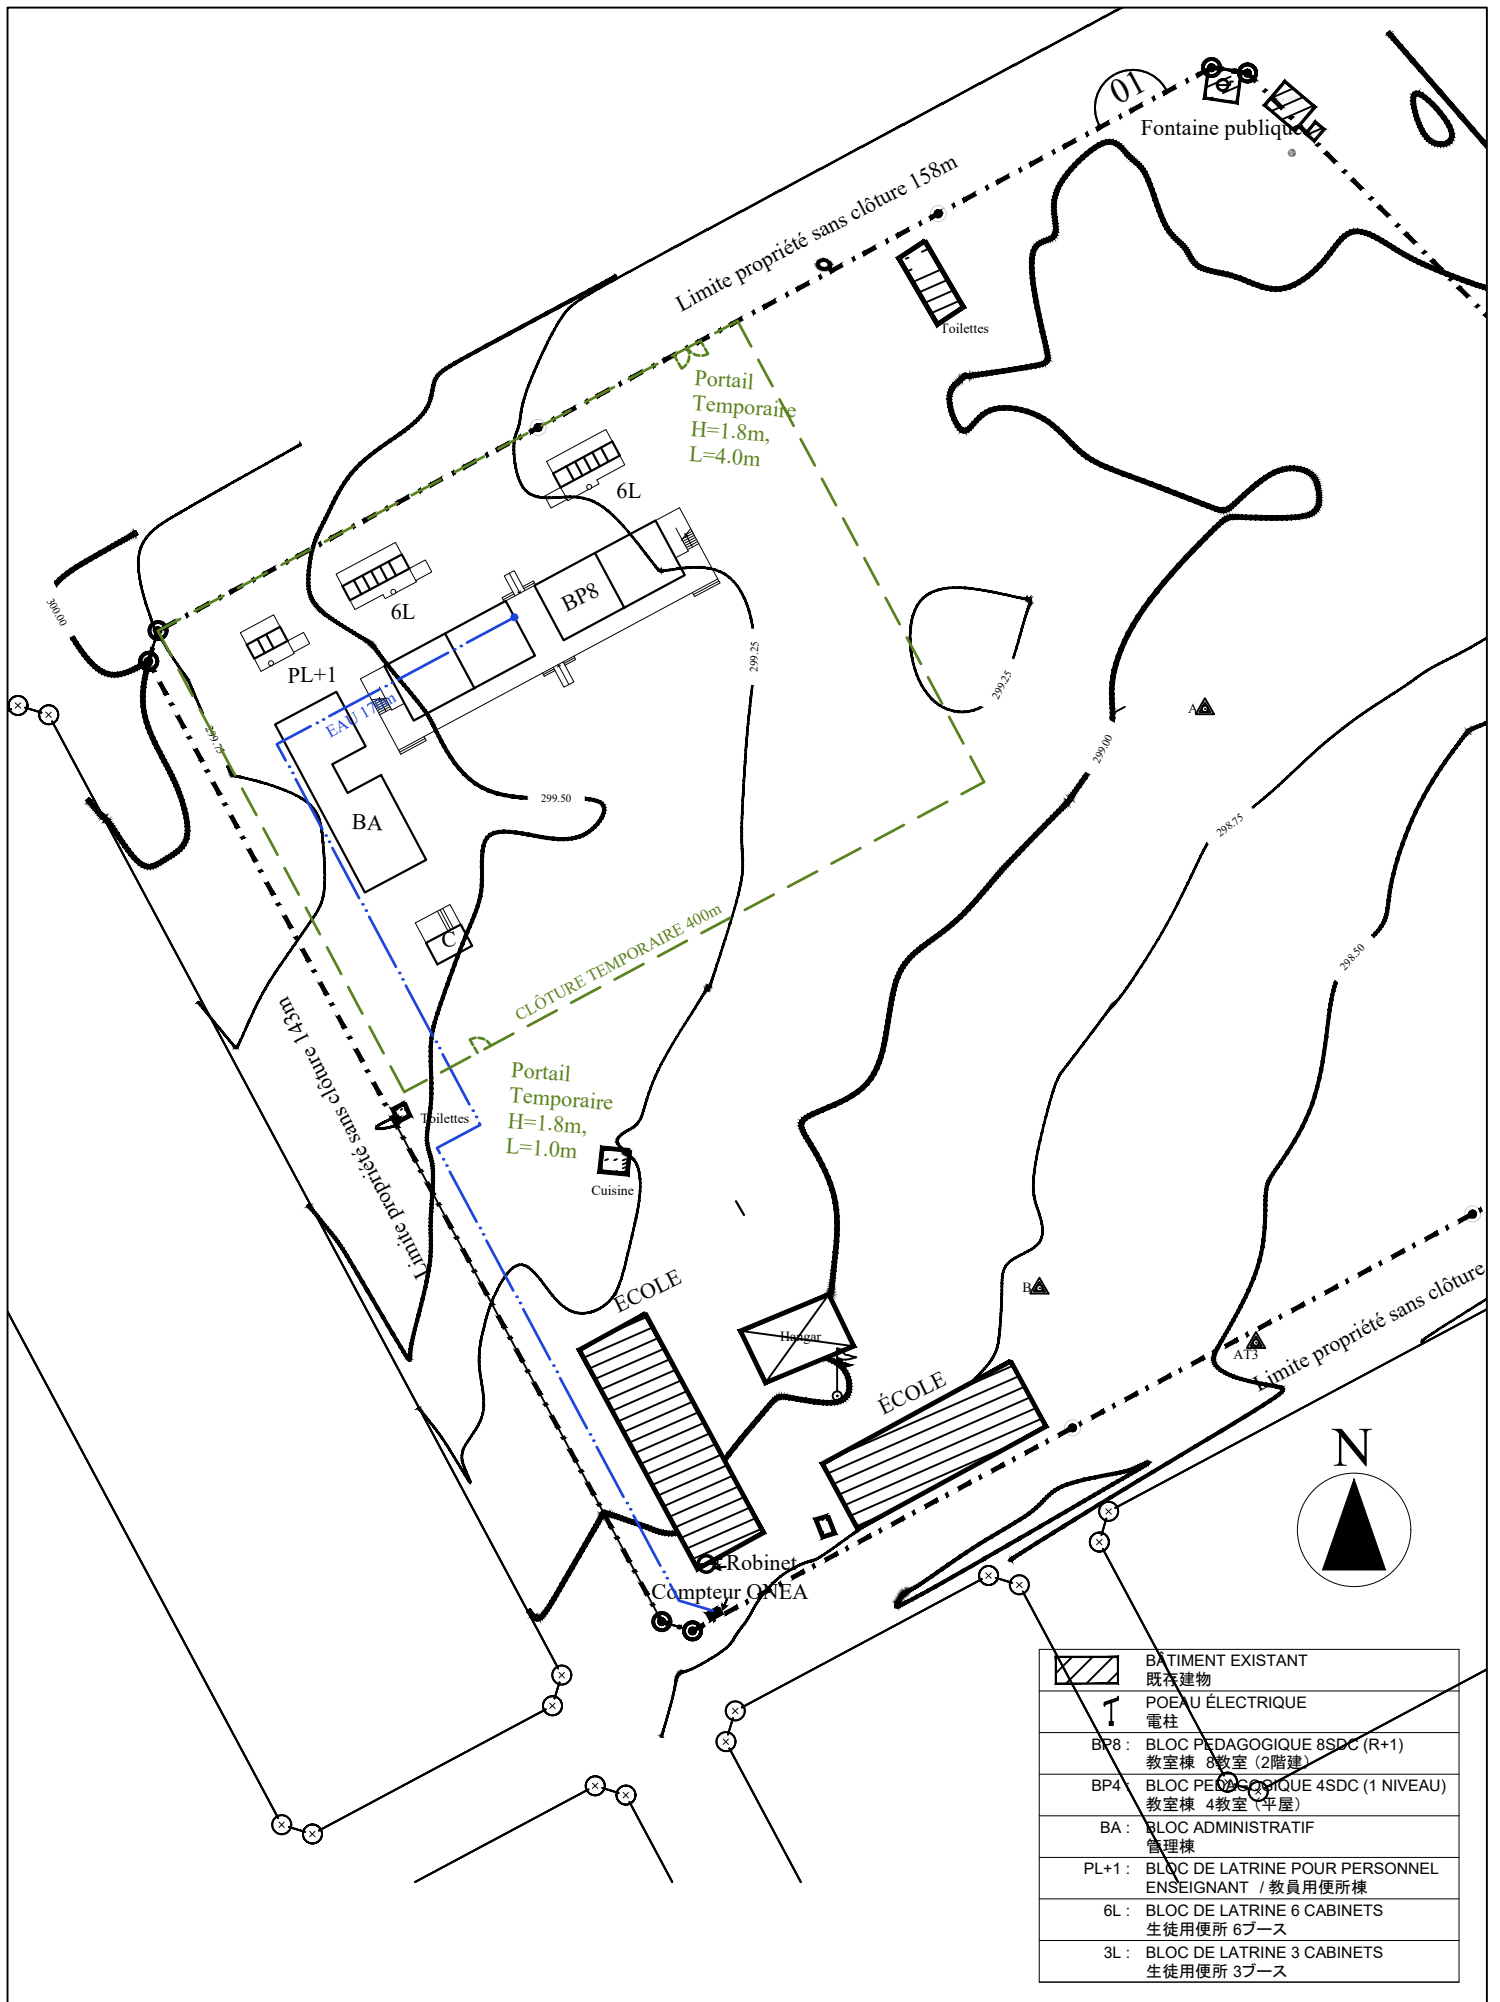 01
Fontaine publique
Limite propriété sans clôture 158m
Toilettes
Portail
Temporaire
H=1.8m,
L=4.0m
6L
BP8
6L
300.00
PL+1
299.25
299.25
299.75
299.00
A
299.50
BA
298.75
C
298.50
CLÔTURE TEMPORAIRE 400m
Limite propriété sans clôture 143m
Portail
Temporaire
H=1.8m,
L=1.0m
Toilettes
Cuisine
ÉCOLE
B
Hangar
AT3
Limite propriété sans clôture
ÉCOLE
N
Robinet
Compteur ONEA
BÂTIMENT EXISTANT
既存建物
POEAU ÉLECTRIQUE
電柱
BP8 : BLOC PEDAGOGIQUE 8SDC (R+1)
教室棟 8教室（2階建）
BP4 : BLOC PEDAGOGIQUE 4SDC (1 NIVEAU)
教室棟 4教室（平屋）
BA : BLOC ADMINISTRATIF
管理棟
PL+1 : BLOC DE LATRINE POUR PERSONNEL
ENSEIGNANT / 教員用便所棟
6L : BLOC DE LATRINE 6 CABINETS
生徒用便所 6ブース
3L : BLOC DE LATRINE 3 CABINETS
生徒用便所 3ブース